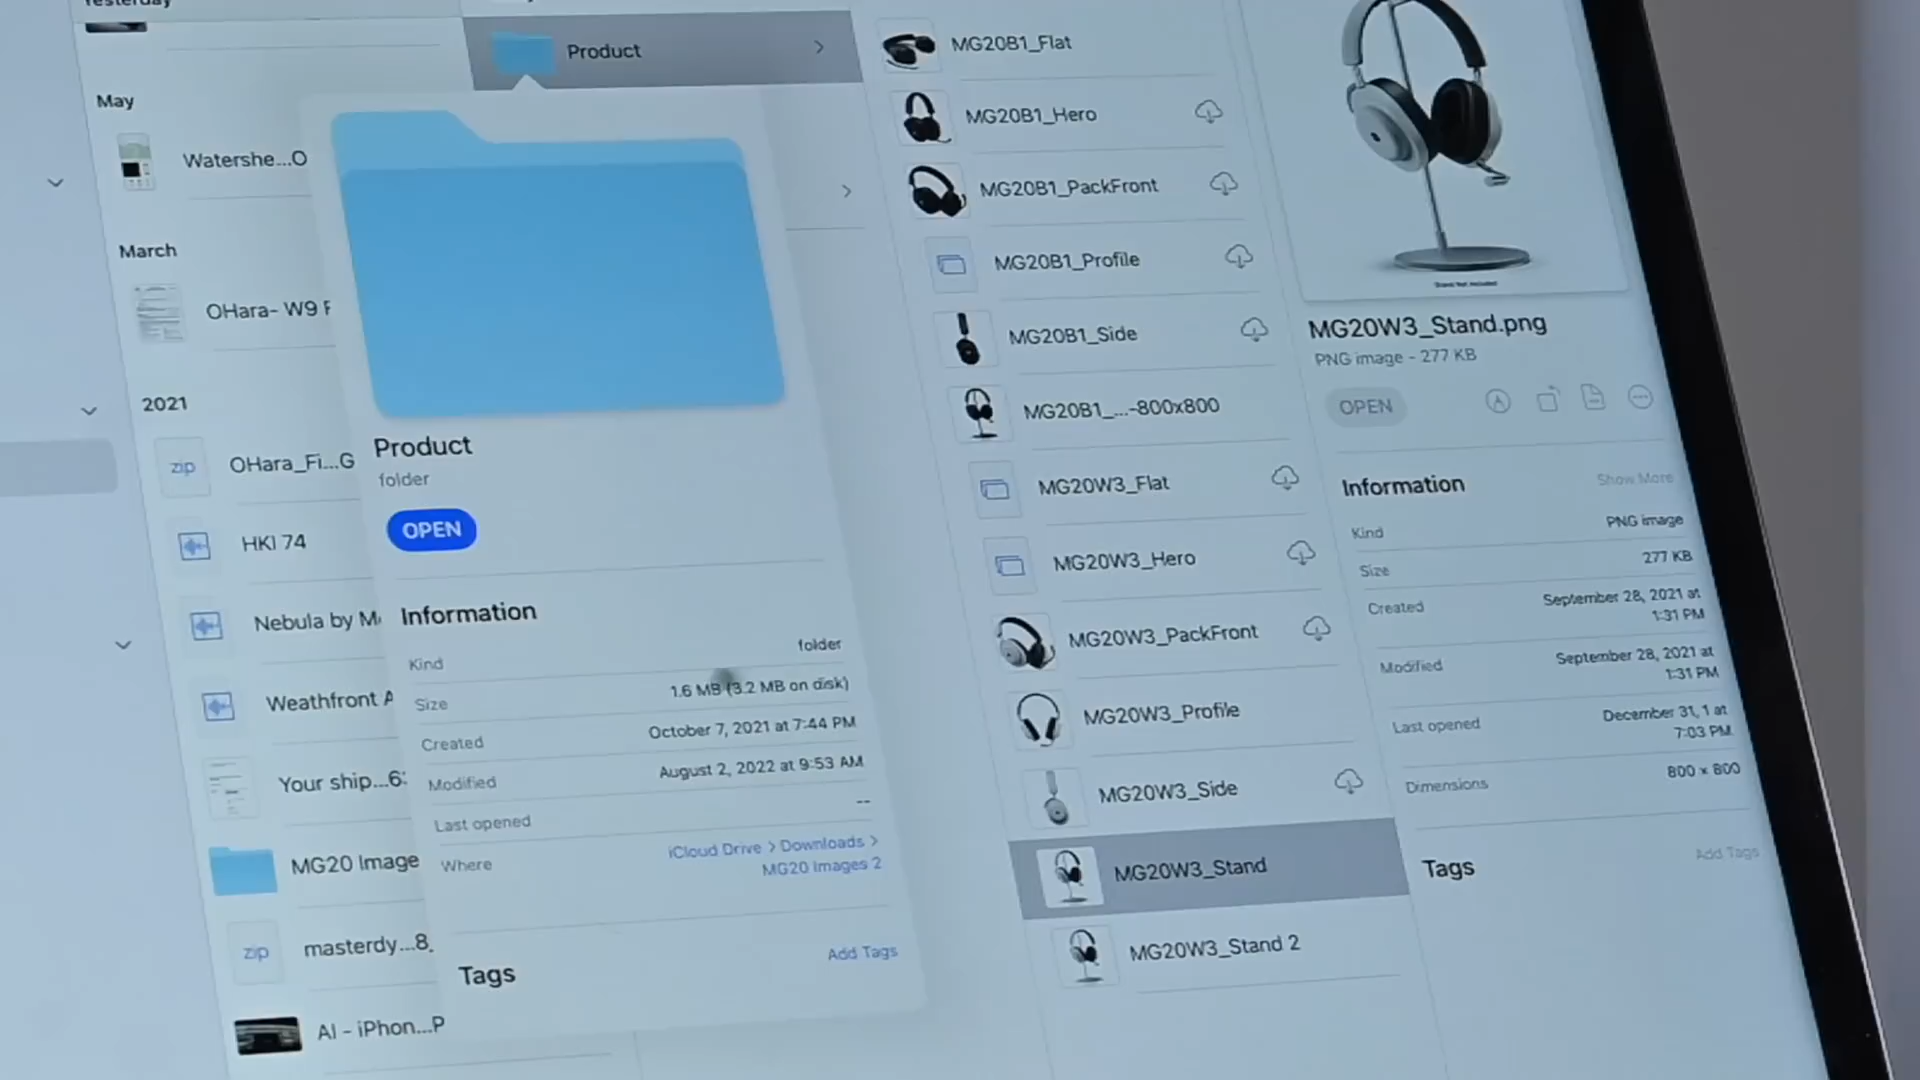 Yesterday
May
Watershe...O
March
OHara- W9 F
2021
zip
OHara_Fi...G
HKI 74
Nebula by M
Weathfront A
Your ship...6:
MG20 Image
zip
masterdy...8_
AI - iPhon...P
Product
Product
folder
OPEN
Information
Kind
folder
Size
1.6 MB (3.2 MB on disk)
Created
October 7, 2021 at 7:44 PM
Modified
August 2, 2022 at 9:53 AM
Last opened
--
Where
iCloud Drive > Downloads >
MG20 Images 2
Tags
Add Tags
MG20B1_Flat
MG20B1_Hero
MG20B1_PackFront
MG20B1_Profile
MG20B1_Side
MG20B1_...-800x800
MG20W3_Flat
MG20W3_Hero
MG20W3_PackFront
MG20W3_Profile
MG20W3_Side
MG20W3_Stand
MG20W3_Stand 2
Stand Not Included
MG20W3_Stand.png
PNG image - 277 KB
OPEN
Information
Show More
Kind
PNG image
Size
277 KB
Created
September 28, 2021 at
1:31 PM
Modified
September 28, 2021 at
1:31 PM
Last opened
December 31, 1 at
7:03 PM
Dimensions
800 x 800
Tags
Add Tags